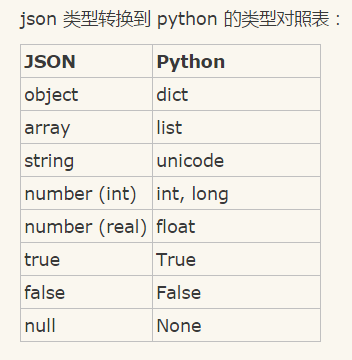 json 类型转换到 python 的类型对照表：
JSON Python
object dict
array list
string unicode
number (int) int, long
number (real) float
true True
false False
null None